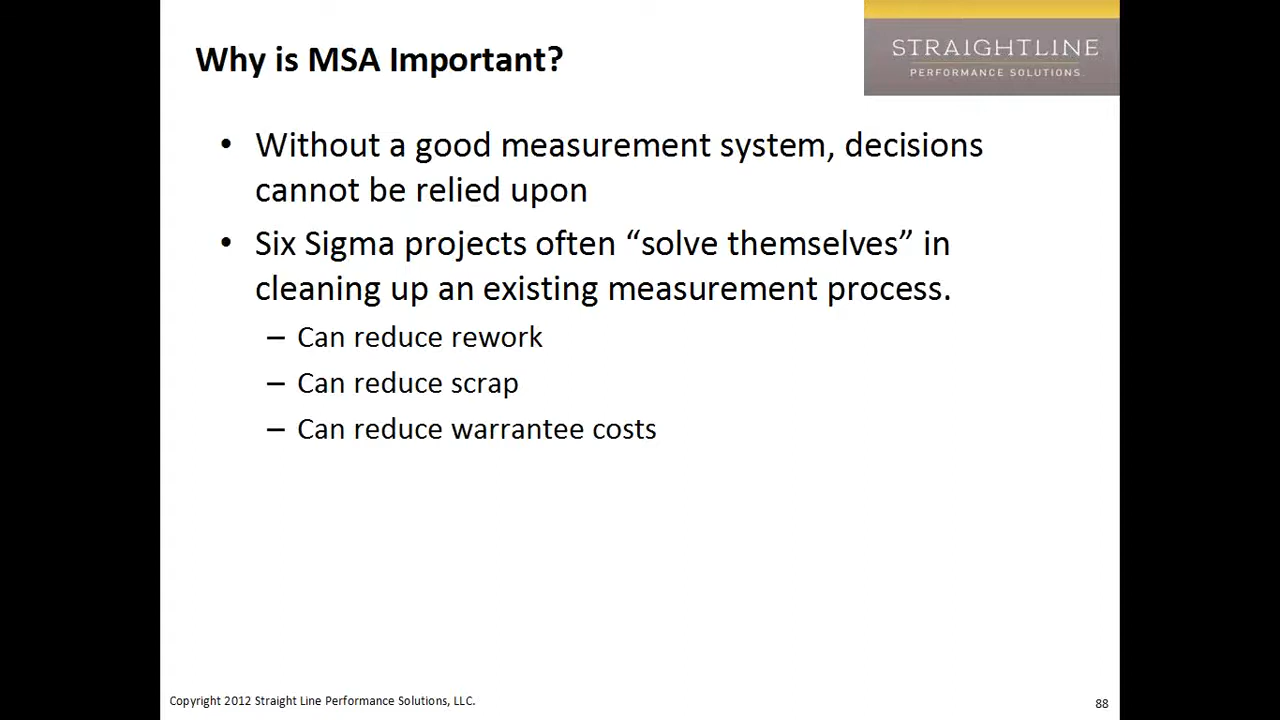 Why is MSA Important?
STRAIGHTLINE
PERFORMANCE SOLUTIONS.
• Without a good measurement system, decisions
cannot be relied upon
• Six Sigma projects often “solve themselves” in
cleaning up an existing measurement process.
– Can reduce rework
– Can reduce scrap
– Can reduce warrantee costs
Copyright 2012 Straight Line Performance Solutions, LLC.
88